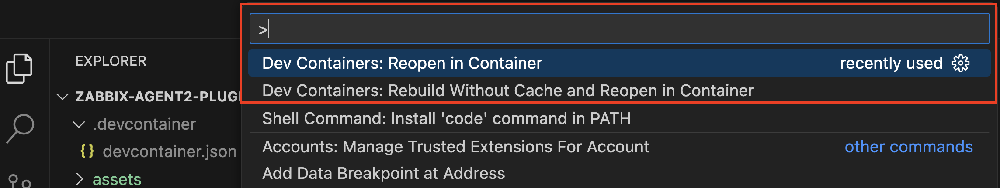 >
Dev Containers: Reopen in Container recently used
Dev Containers: Rebuild Without Cache and Reopen in Container
Shell Command: Install 'code' command in PATH
Accounts: Manage Trusted Extensions For Account other commands
Add Data Breakpoint at Address
EXPLORER
ZABBIX-AGENT2-PLUG
.devcontainer
{} devcontainer.json
assets